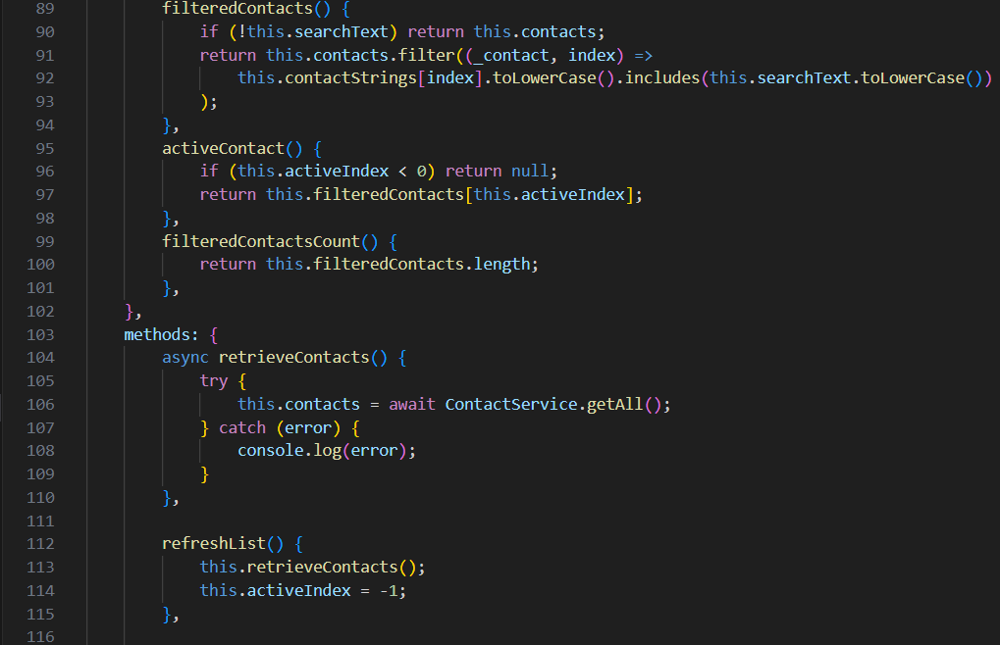 89 filteredContacts() {
90 if (!this.searchText) return this.contacts;
91 return this.contacts.filter((_contact, index) =>
92 this.contactStrings[index].toLowerCase().includes(this.searchText.toLowerCase())
93 );
94 },
95 activeContact() {
96 if (this.activeIndex < 0) return null;
97 return this.filteredContacts[this.activeIndex];
98 },
99 filteredContactsCount() {
100 return this.filteredContacts.length;
101 },
102 },
103 methods: {
104 async retrieveContacts() {
105 try {
106 this.contacts = await ContactService.getAll();
107 } catch (error) {
108 console.log(error);
109 }
110 },
111
112 refreshList() {
113 this.retrieveContacts();
114 this.activeIndex = -1;
115 },
116